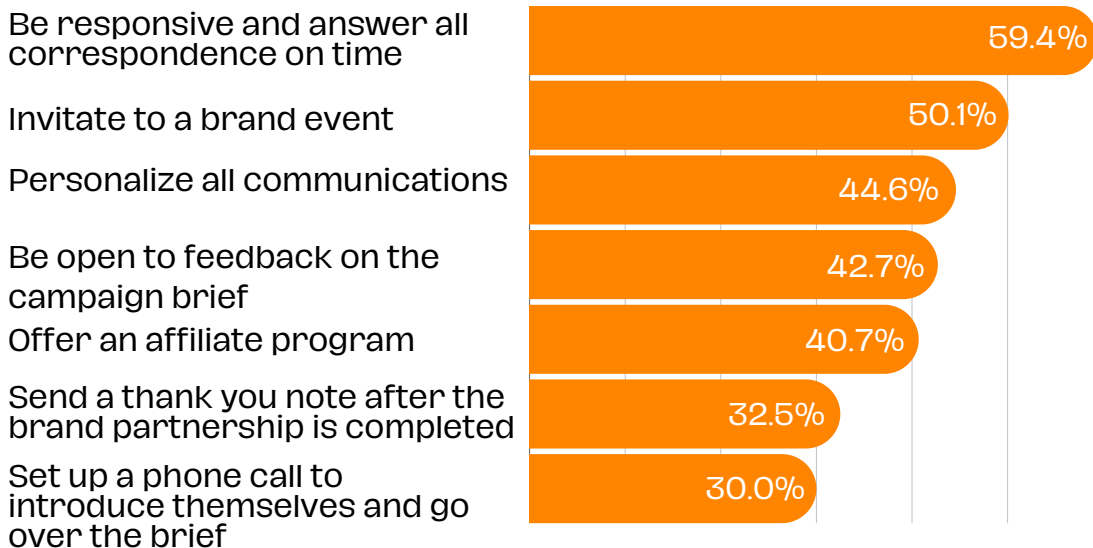 Be responsive and answer all
correspondence on time
59.4%
Invitate to a brand event
50.1%
Personalize all communications
44.6%
Be open to feedback on the
campaign brief
42.7%
Offer an affiliate program
40.7%
Send a thank you note after the
brand partnership is completed
32.5%
Set up a phone call to
introduce themselves and go
over the brief
30.0%